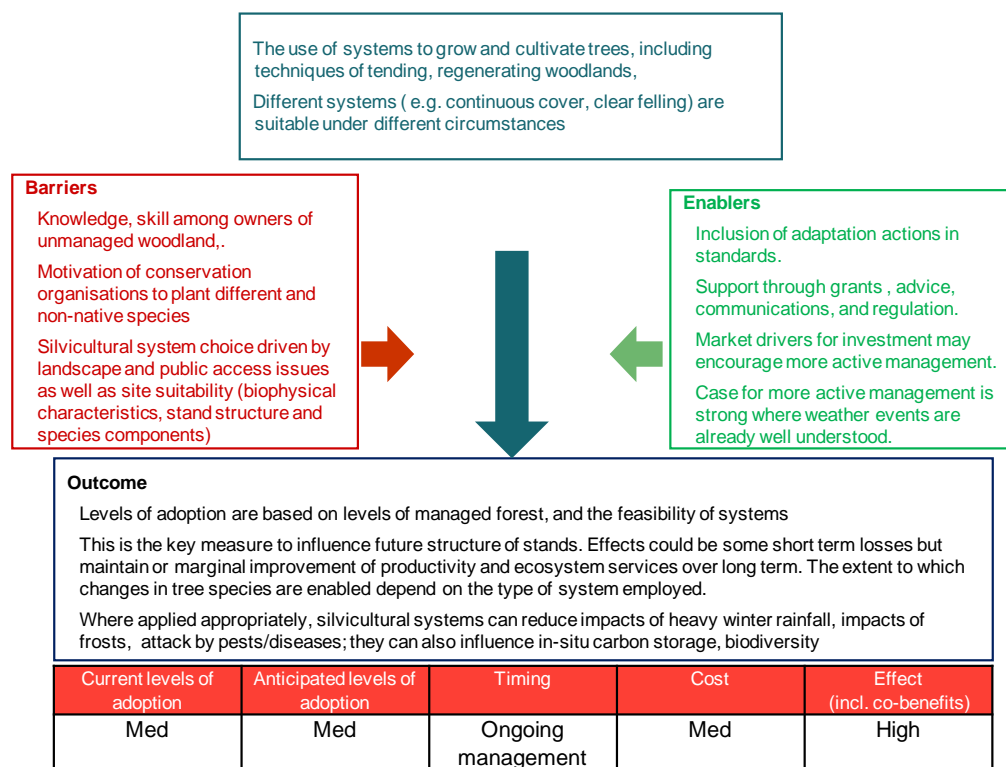 The use of systems to grow and cultivate trees, including
techniques of tending, regenerating woodlands,
Different systems ( e.g. continuous cover, clear felling) are
suitable under different circumstances
Barriers
Knowledge, skill among owners of
unmanaged woodland,.
Motivation of conservation
organisations to plant different and
non-native species
Silvicultural system choice driven by
landscape and public access issues
as well as site suitability (biophysical
characteristics, stand structure and
species components)
Enablers
Inclusion of adaptation actions in
standards.
Support through grants , advice,
communications, and regulation.
Market drivers for investment may
encourage more active management.
Case for more active management is
strong where weather events are
already well understood.
Outcome
Levels of adoption are based on levels of managed forest, and the feasibility of systems
This is the key measure to influence future structure of stands. Effects could be some short term losses but
maintain or marginal improvement of productivity and ecosystem services over long term. The extent to which
changes in tree species are enabled depend on the type of system employed.
Where applied appropriately, silvicultural systems can reduce impacts of heavy winter rainfall, impacts of
frosts, attack by pests/diseases; they can also influence in-situ carbon storage, biodiversity
Current levels of
adoption
Anticipated levels of
adoption
Timing
Cost
Effect
(incl. co-benefits)
Med
Med
Ongoing
management
Med
High